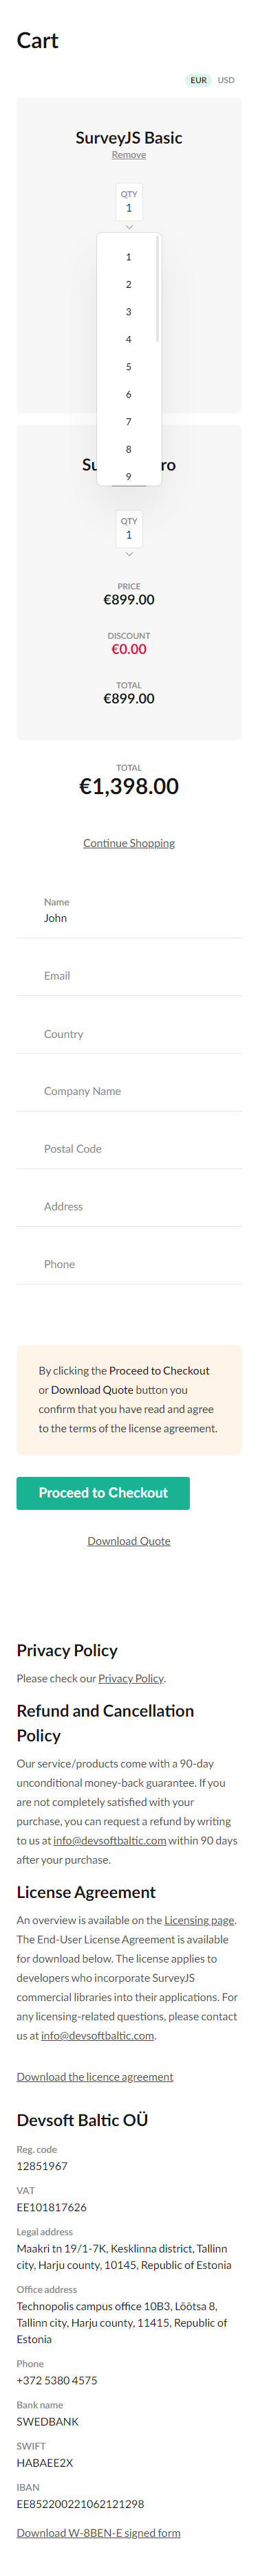 Cart
EUR USD
SurveyJS Basic
Remove
QTY
1
1
2
3
4
5
6
7
8
9
Su ro
QTY
1
PRICE
€899.00
DISCOUNT
€0.00
TOTAL
€899.00
TOTAL
€1,398.00
Continue Shopping
Name
John
Email
Country
Company Name
Postal Code
Address
Phone
By clicking the Proceed to Checkout
or Download Quote button you
confirm that you have read and agree
to the terms of the license agreement.
Proceed to Checkout
Download Quote
Privacy Policy
Please check our Privacy Policy.
Refund and Cancellation
Policy
Our service/products come with a 90-day
unconditional money-back guarantee. If you
are not completely satisfied with your
purchase, you can request a refund by writing
to us at info@devsoftbaltic.com within 90 days
after your purchase.
License Agreement
An overview is available on the Licensing page.
The End-User License Agreement is available
for download below. The license applies to
developers who incorporate SurveyJS
commercial libraries into their applications. For
any licensing-related questions, please contact
us at info@devsoftbaltic.com.
Download the licence agreement
Devsoft Baltic OÜ
Reg. code
12851967
VAT
EE101817626
Legal address
Maakri tn 19/1-7K, Kesklinna district, Tallinn
city, Harju county, 10145, Republic of Estonia
Office address
Technopolis campus office 10B3, Lõõtsa 8,
Tallinn city, Harju county, 11415, Republic of
Estonia
Phone
+372 5380 4575
Bank name
SWEDBANK
SWIFT
HABAEE2X
IBAN
EE852200221062121298
Download W-8BEN-E signed form